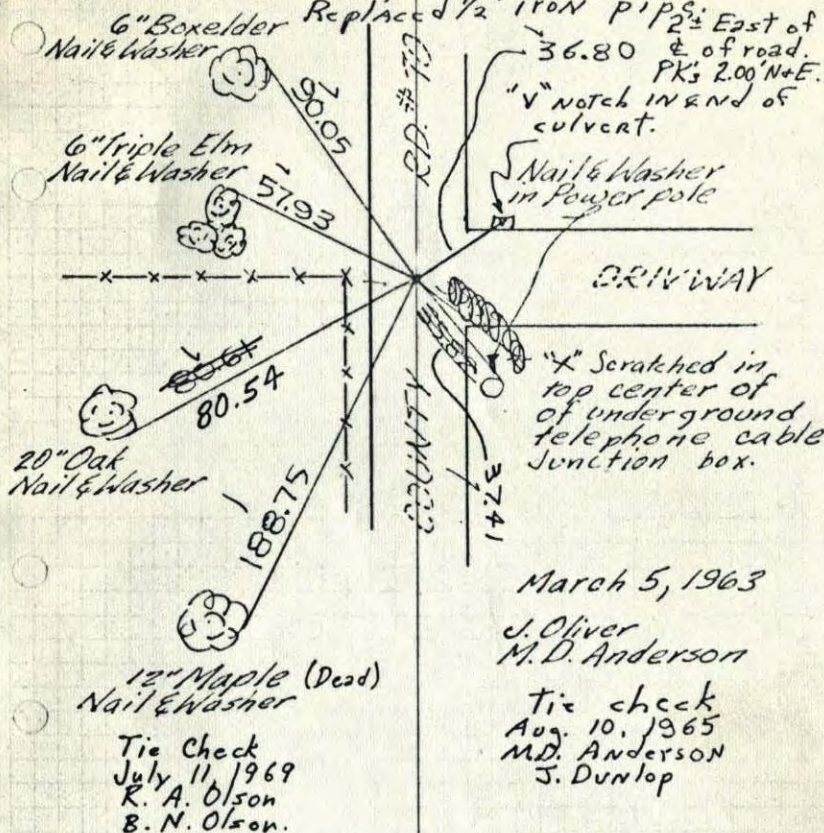 Replaced 1/2" iron pipe.
2'± East of
℄ of road.
PK's 2.00' N+E.
6" Boxelder
Nail & Washer
90.05
36.80
"V" notch in end of
culvert.
6" Triple Elm
Nail & Washer
57.93
Nail & Washer
in Power pole
DRIVWAY
80.61
80.54
20" Oak
Nail & Washer
"X" Scratched in
top center of
of underground
telephone cable
Junction box.
COUNTY
37.41
188.75
12" Maple (Dead)
Nail & Washer
March 5, 1963
J. Oliver
M.D. Anderson
Tie check
Aug. 10, 1965
M.D. Anderson
J. Dunlop
Tie Check
July 11, 1969
R. A. Olson
B. N. Olson.